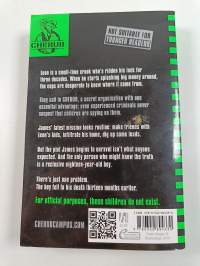 CHERUB
NOT SUITABLE FOR
YOUNGER READERS
Leon is a small-time crook who's ridden his luck for
three decades. When he starts splashing big money around,
the cops are desperate to know where it came from.
Step up CHERUB, a secret organisation with one
essential advantage: even experienced criminals never
suspect that children are spying on them.
James' latest mission looks routine: make friends with
Leon's kids, infiltrate his home, dig up some leads.
But the plot James begins to unravel isn't what anyone
expected. And the only person who might know the truth
is a reclusive eighteen-year-old boy.
There's just one problem.
The boy fell to his death thirteen months earlier.
For official purposes, these children do not exist.
CHERUBCAMPUS.COM